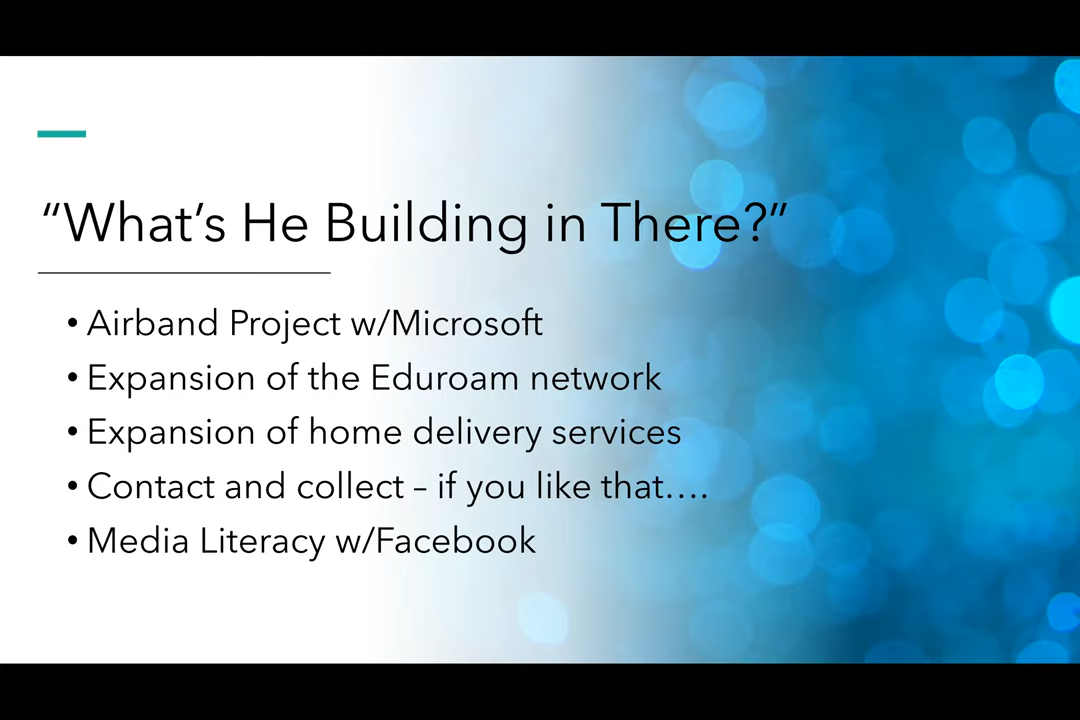 “What’s He Building in There?”
• Airband Project w/Microsoft
• Expansion of the Eduroam network
• Expansion of home delivery services
• Contact and collect – if you like that….
• Media Literacy w/Facebook